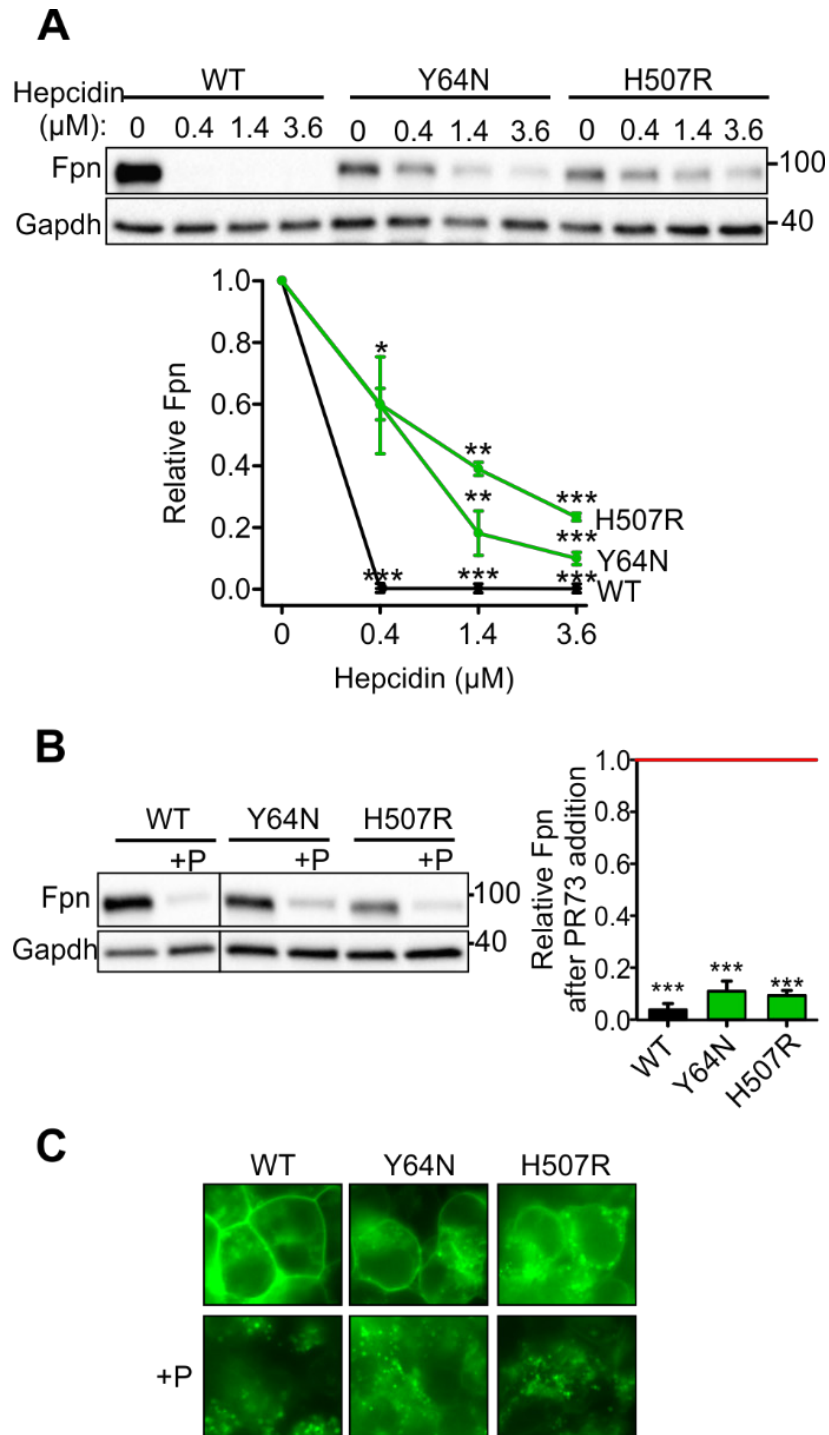 A
WT Y64N H507R
Hepcidin
(µM): 0 0.4 1.4 3.6 0 0.4 1.4 3.6 0 0.4 1.4 3.6
Fpn 100
Gapdh 40
1.0
0.8
0.6
0.4
0.2
0.0
Relative Fpn
*
**
**
***
***
*** *** ***
H507R
Y64N
WT
0 0.4 1.4 3.6
Hepcidin (µM)
B
WT Y64N H507R
+P +P +P
Fpn 100
Gapdh 40
Relative Fpn
after PR73 addition
1.0
0.8
0.6
0.4
0.2
0.0
*** *** ***
WT Y64N H507R
C
WT Y64N H507R
+P